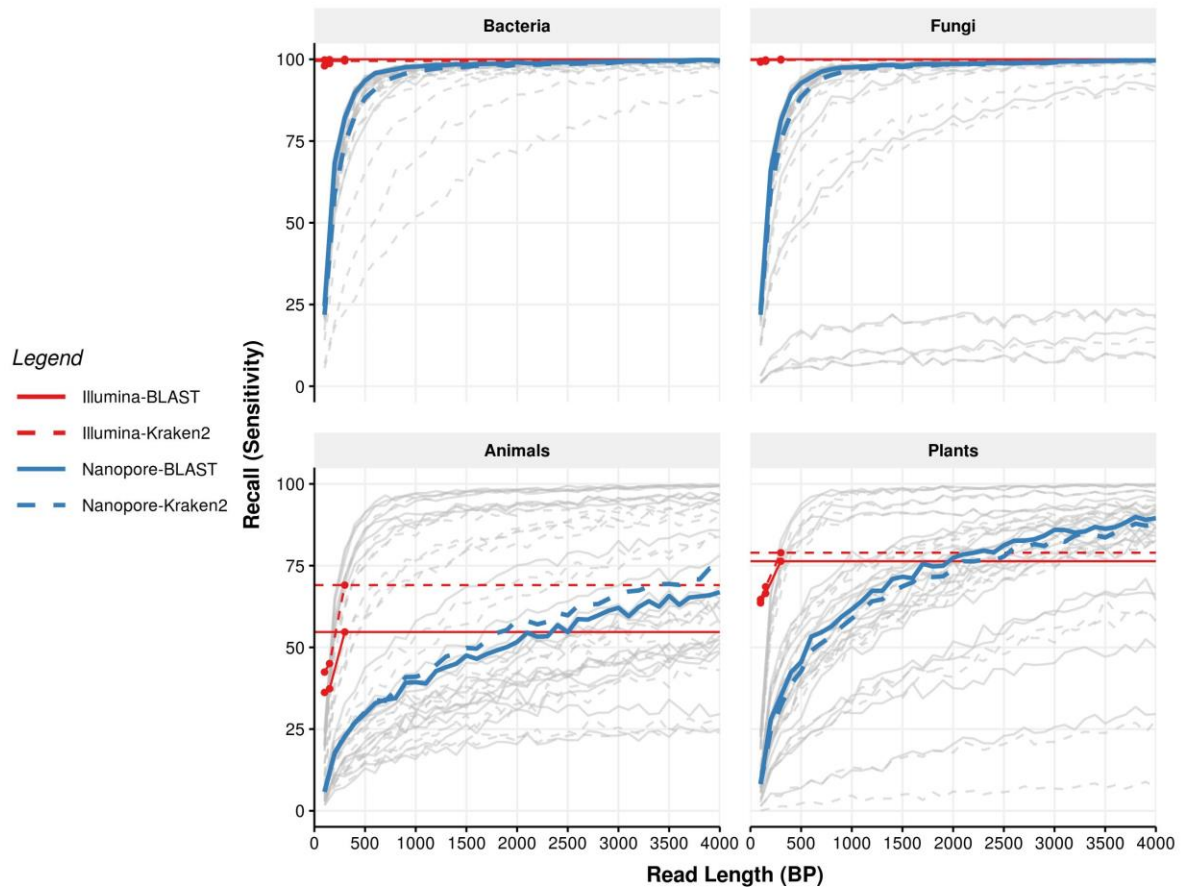 Bacteria
Fungi
100
75
50
25
0
Animals
Plants
100
75
50
25
0
0 500 1000 1500 2000 2500 3000 3500 4000
0 500 1000 1500 2000 2500 3000 3500 4000
Read Length (BP)
Recall (Sensitivity)
Legend
Illumina-BLAST
Illumina-Kraken2
Nanopore-BLAST
Nanopore-Kraken2